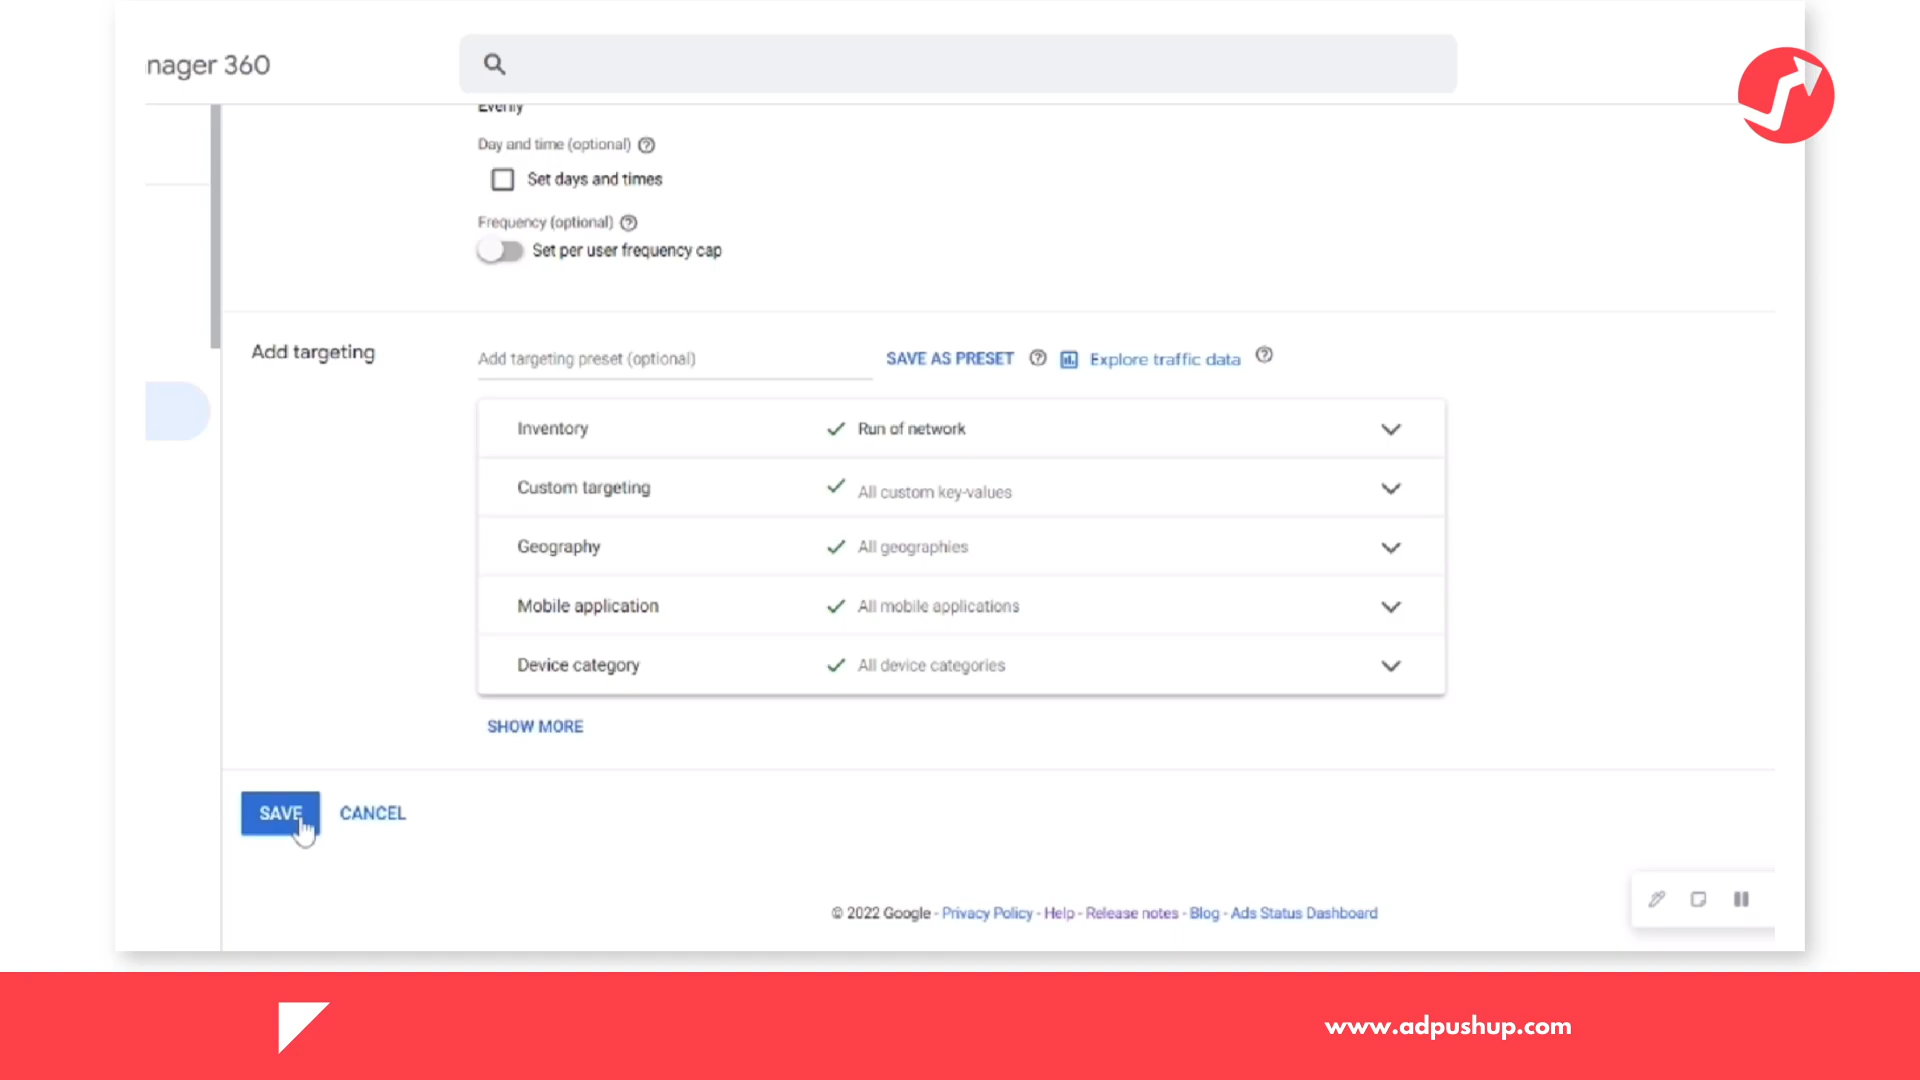 nager 360
Evenly
Day and time (optional)
Set days and times
Frequency (optional)
Set per user frequency cap
Add targeting
Add targeting preset (optional)
SAVE AS PRESET
Explore traffic data
Inventory
Run of network
Custom targeting
All custom key-values
Geography
All geographies
Mobile application
All mobile applications
Device category
All device categories
SHOW MORE
SAVE
CANCEL
© 2022 Google - Privacy Policy - Help - Release notes - Blog - Ads Status Dashboard
www.adpushup.com